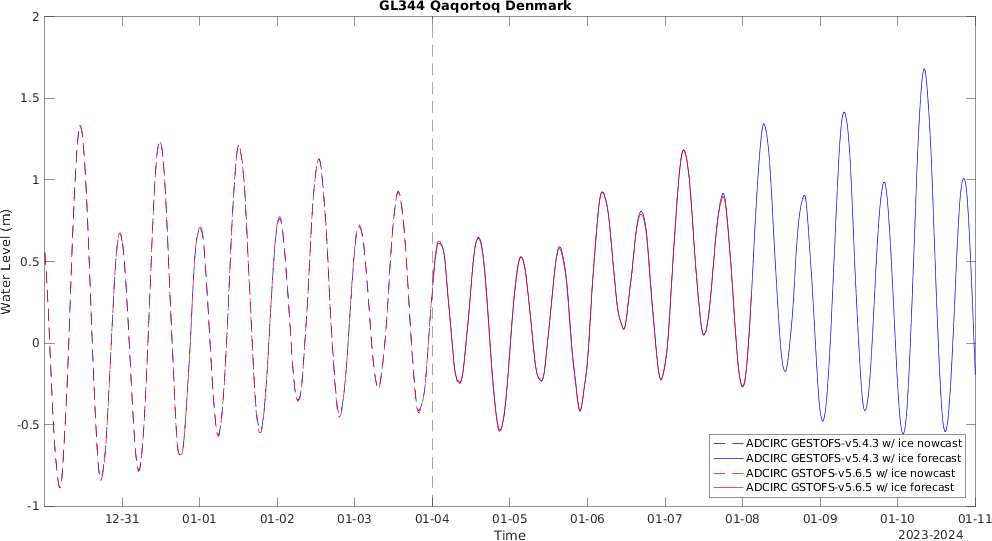 GL344 Qaqortoq Denmark
2
1.5
1
0.5
0
-0.5
-1
Water Level (m)
ADCIRC GESTOFS-v5.4.3 w/ ice nowcast
ADCIRC GESTOFS-v5.4.3 w/ ice forecast
ADCIRC GSTOFS-v5.6.5 w/ ice nowcast
ADCIRC GSTOFS-v5.6.5 w/ ice forecast
12-31 01-01 01-02 01-03 01-04 01-05 01-06 01-07 01-08 01-09 01-10 01-11
Time
2023-2024